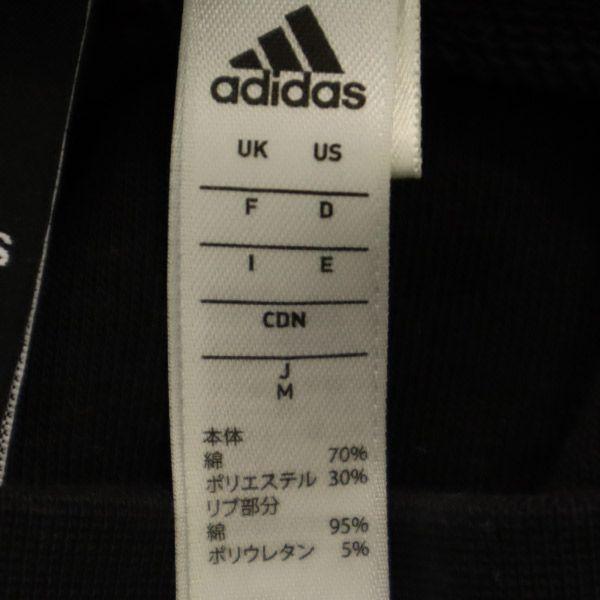 adidas
UK US
F D
I E
CDN
J
M
本体
綿 70%
ポリエステル 30%
リブ部分
綿 95%
ポリウレタン 5%
S